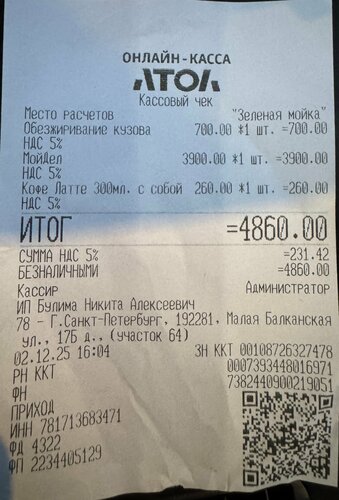 ОНЛАЙН-КАССА
АТОЛ
Кассовый чек
Место расчетов "Зеленая мойка"
Обезжиривание кузова 700.00 *1 шт. =700.00
НДС 5%
МойДел 3900.00 *1 шт. =3900.00
НДС 5%
Кофе Латте 300мл. с собой 260.00 *1 шт. =260.00
НДС 5%
ИТОГ =4860.00
СУММА НДС 5% =231.42
БЕЗНАЛИЧНЫМИ =4860.00
Кассир Администратор
ИП Булима Никита Алексеевич
78 - Г.Санкт-Петербург, 192281, Малая Балканская
ул., 17Б д., (участок 64)
02.12.25 16:04 ЗН ККТ 00108726327478
РН ККТ 0007393448016971
ФН 7382440900219051
ПРИХОД
ИНН 781713683471
ФД 4322
ФП 2234405129